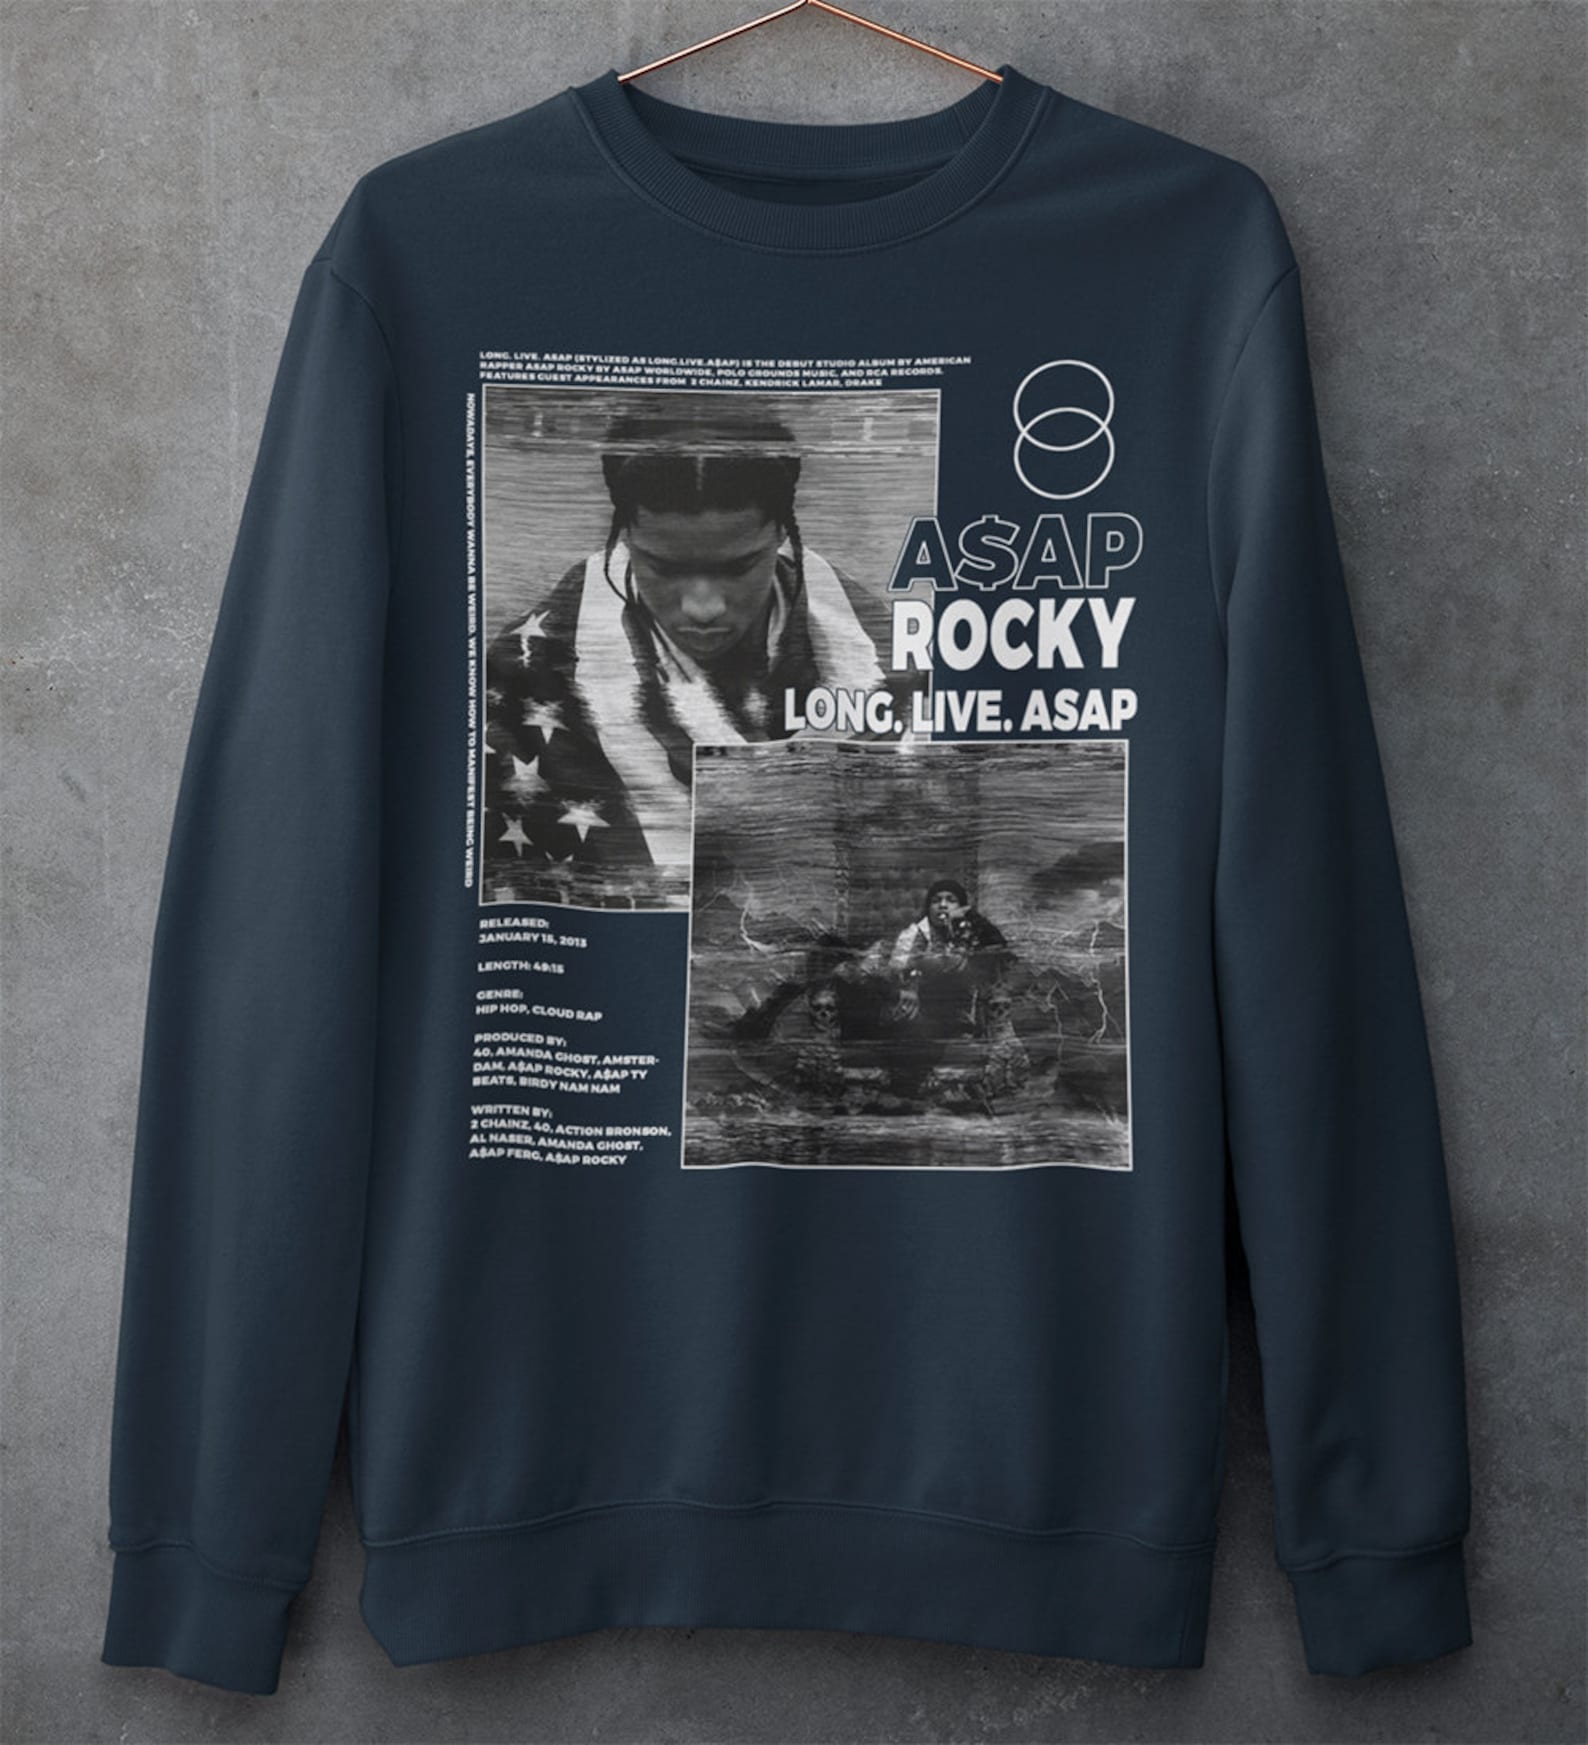 LONG. LIVE. ASAP (STYLIZED AS LONG.LIVE.A$AP) IS THE DEBUT STUDIO ALBUM BY AMERICAN
RAPPER ASAP ROCKY BY ASAP WORLDWIDE, POLO GROUNDS MUSIC, AND RCA RECORDS.
FEATURES GUEST APPEARANCES FROM 2 CHAINZ, KENDRICK LAMAR, DRAKE
NOWADAYS, EVERYBODY WANNA BE WEIRD. WE KNOW HOW TO MANIFEST BEING WEIRD
A$AP
ROCKY
LONG. LIVE. ASAP
RELEASED:
JANUARY 15, 2013
LENGTH: 49:15
GENRE:
HIP HOP, CLOUD RAP
PRODUCED BY:
40, AMANDA GHOST, AMSTER-
DAM, A$AP ROCKY, A$AP TY
BEATS, BIRDY NAM NAM
WRITTEN BY:
2 CHAINZ, 40, ACTION BRONSON,
AL NASER, AMANDA GHOST,
A$AP FERG, A$AP ROCKY